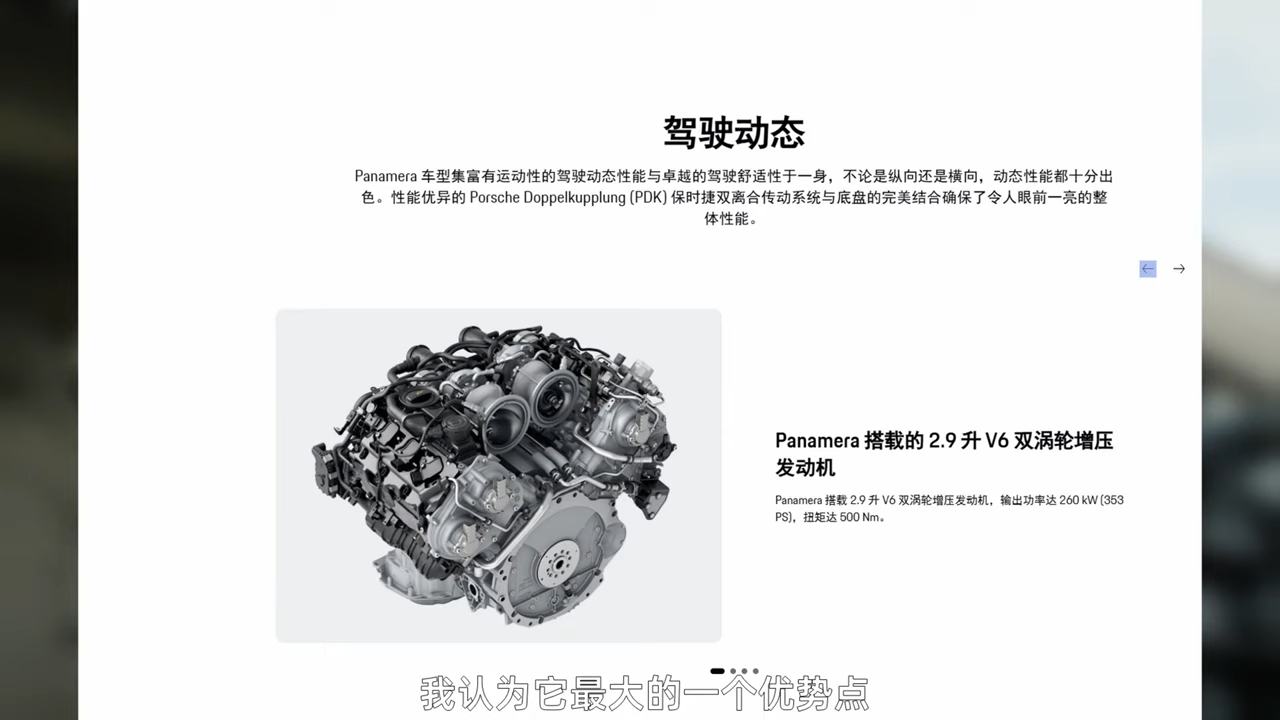 驾驶动态
Panamera 车型集富有运动性的驾驶动态性能与卓越的驾驶舒适性于一身，不论是纵向还是横向，动态性能都十分出
色。性能优异的 Porsche Doppelkupplung (PDK) 保时捷双离合传动系统与底盘的完美结合确保了令人眼前一亮的整
体性能。
Panamera 搭载的 2.9 升 V6 双涡轮增压
发动机
Panamera 搭载 2.9 升 V6 双涡轮增压发动机，输出功率达 260 kW (353
PS)，扭矩达 500 Nm。
我认为它最大的一个优势点